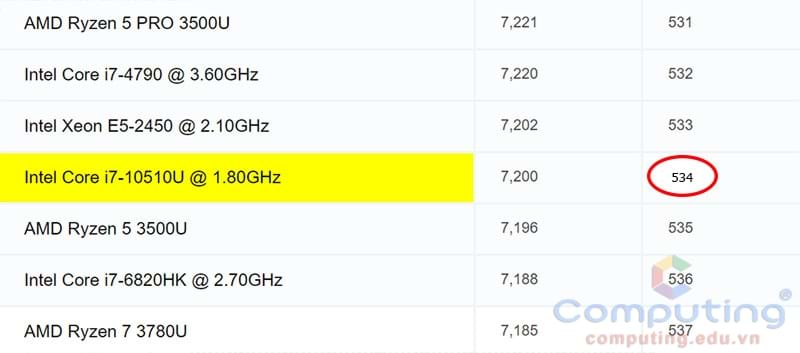 AMD Ryzen 5 PRO 3500U 7,221 531
Intel Core i7-4790 @ 3.60GHz 7,220 532
Intel Xeon E5-2450 @ 2.10GHz 7,202 533
Intel Core i7-10510U @ 1.80GHz 7,200 534
AMD Ryzen 5 3500U 7,196 535
Intel Core i7-6820HK @ 2.70GHz 7,188 536
Computing®
AMD Ryzen 7 3780U 7,185 537
computing.edu.vn